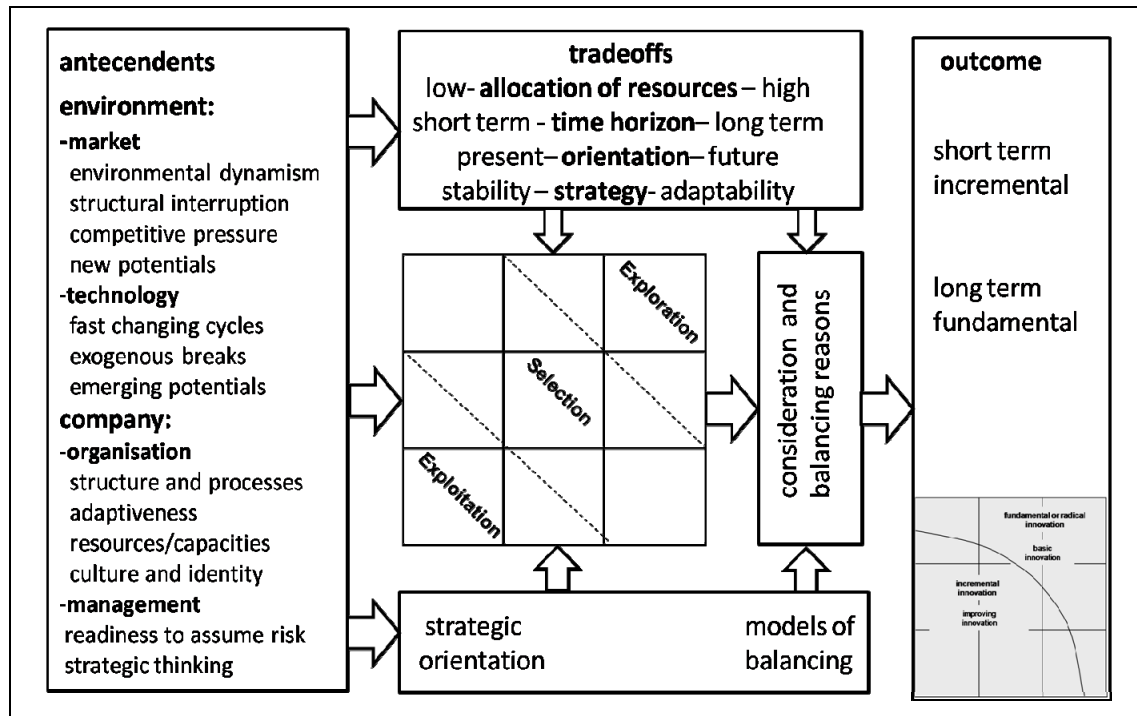 antecendents
environment:
-market
environmental dynamism
structural interruption
competitive pressure
new potentials
-technology
fast changing cycles
exogenous breaks
emerging potentials
company:
-organisation
structure and processes
adaptiveness
resources/capacities
culture and identity
-management
readiness to assume risk
strategic thinking
tradeoffs
low- allocation of resources – high
short term - time horizon– long term
present– orientation– future
stability – strategy- adaptability
Exploration
Selection
Exploitation
consideration and
balancing reasons
strategic
orientation
models of
balancing
outcome
short term
incremental
long term
fundamental
fundamental or radical
innovation
basic
innovation
incremental
innovation
improving
innovation